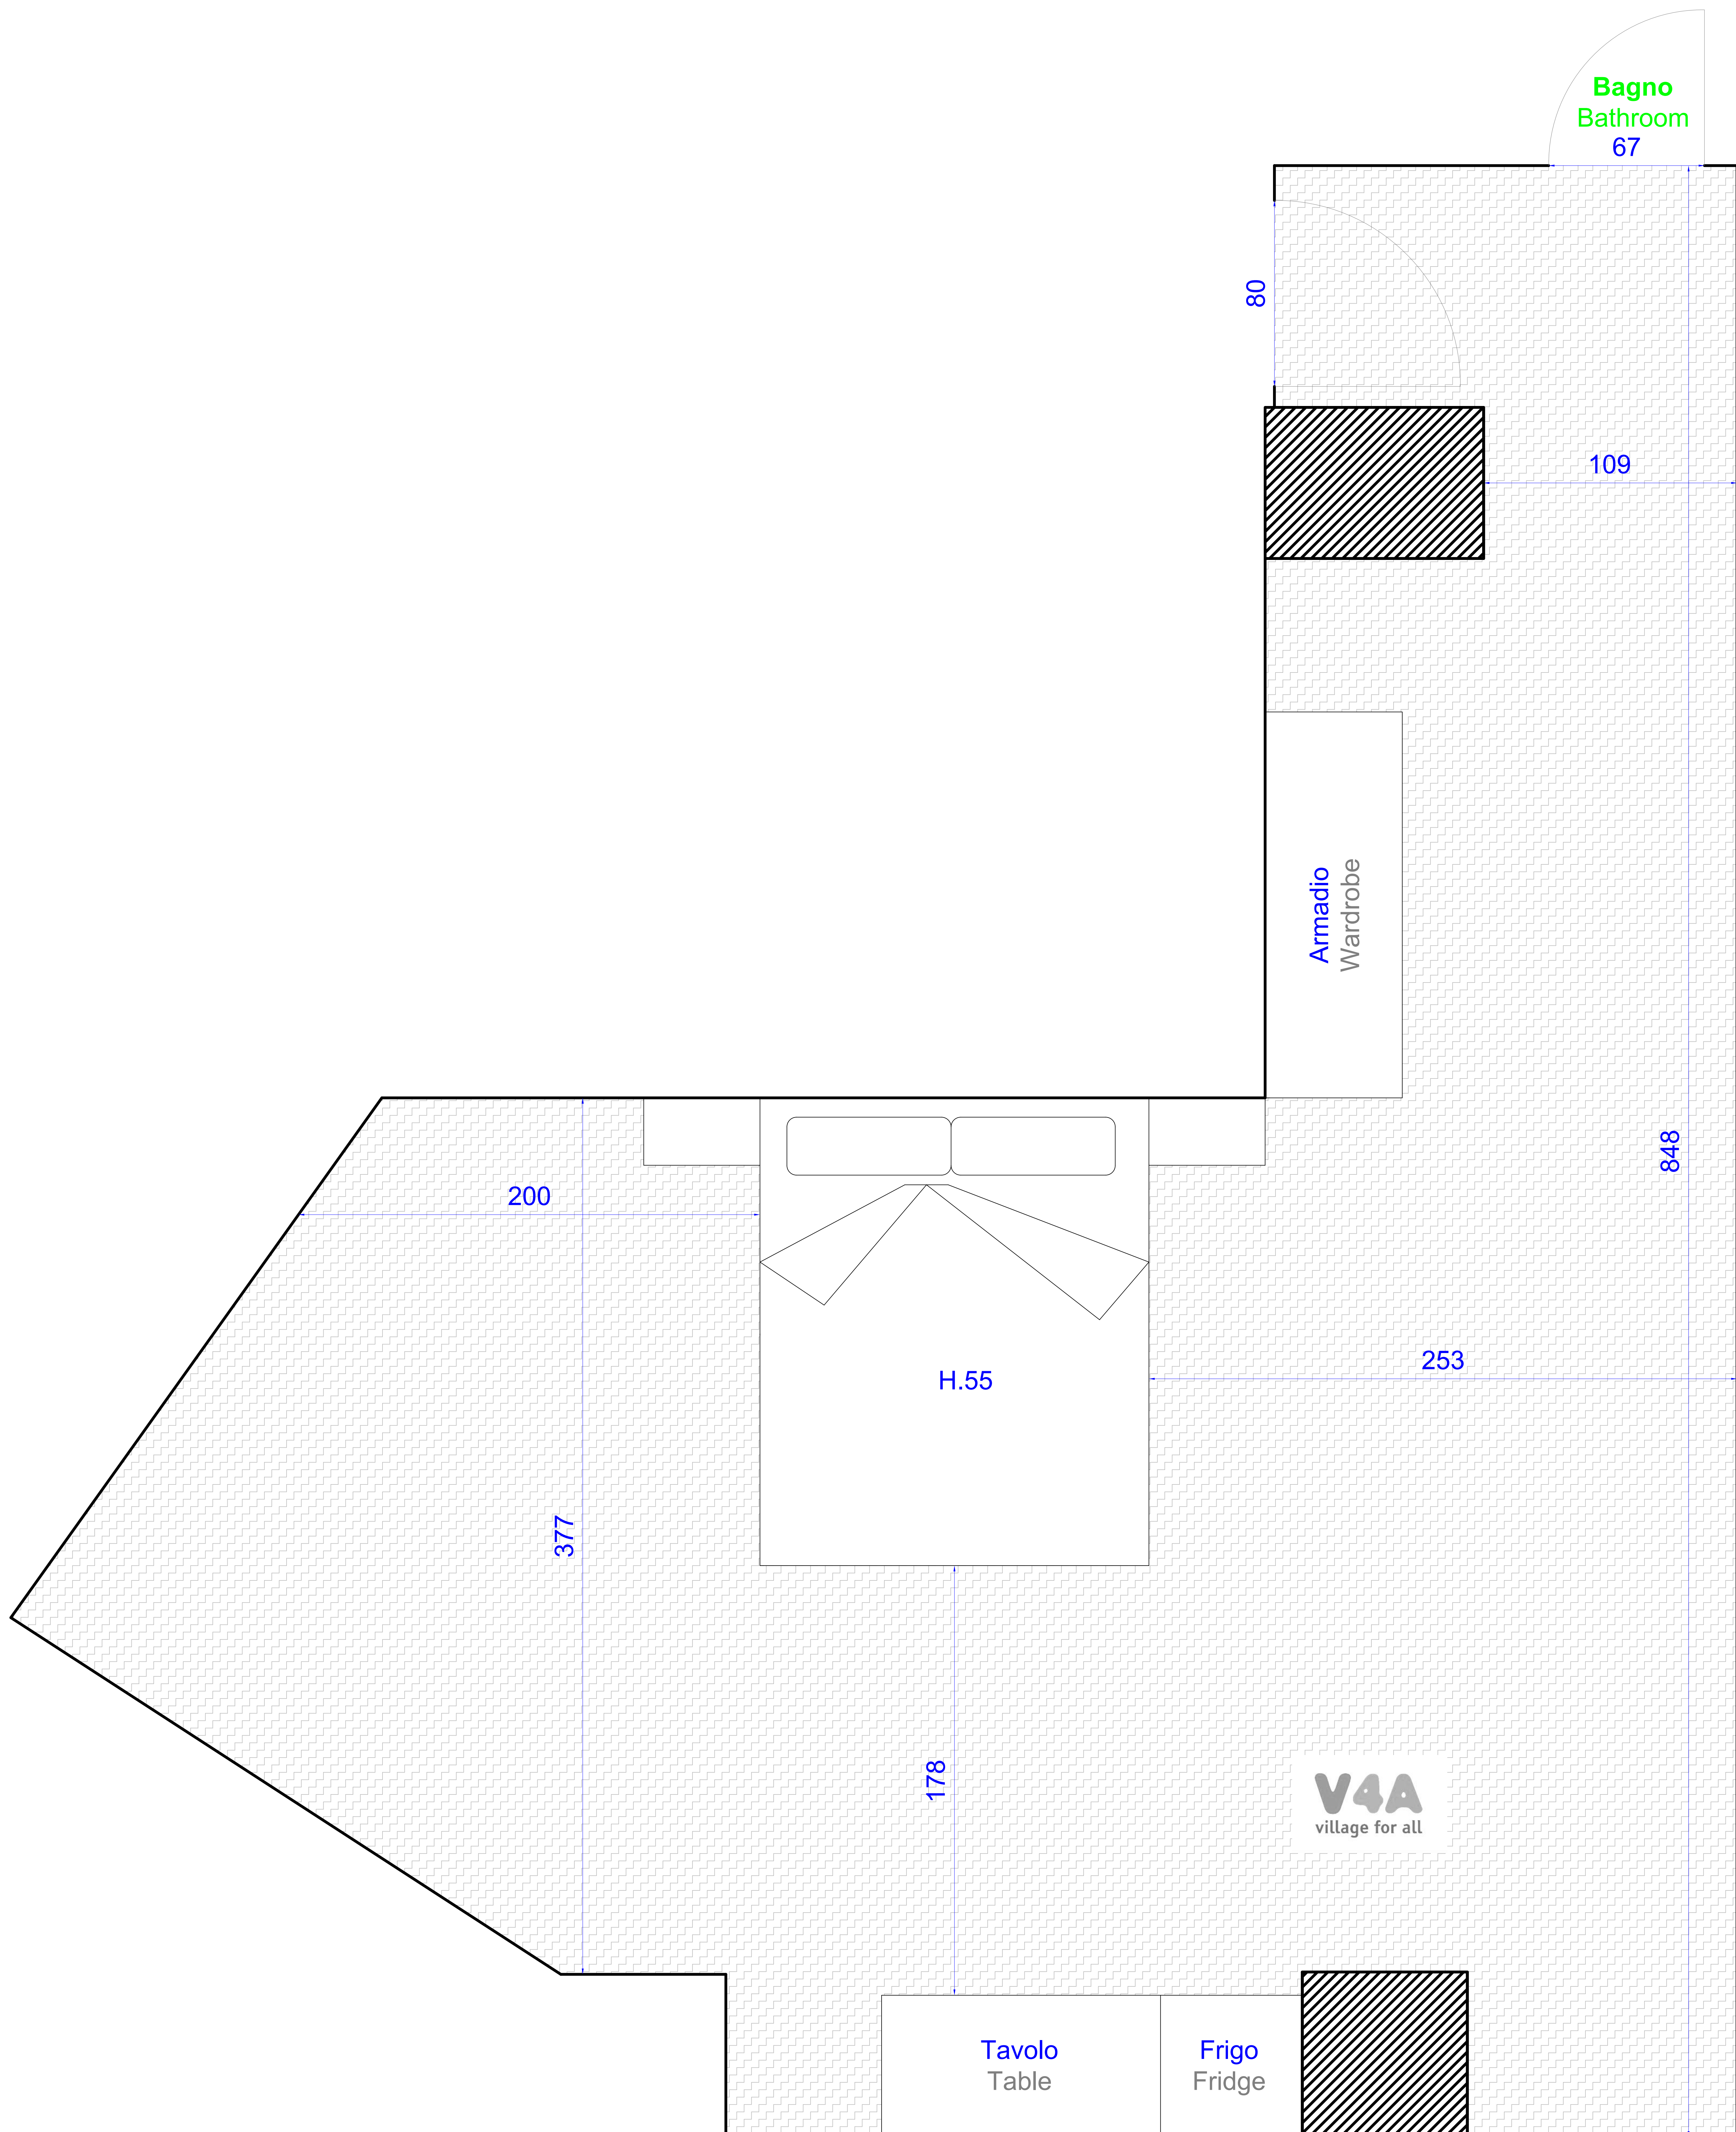 Bagno
Bathroom
67
80
109
Armadio
Wardrobe
848
200
253
H.55
377
178
V4A
village for all
Tavolo
Table
Frigo
Fridge